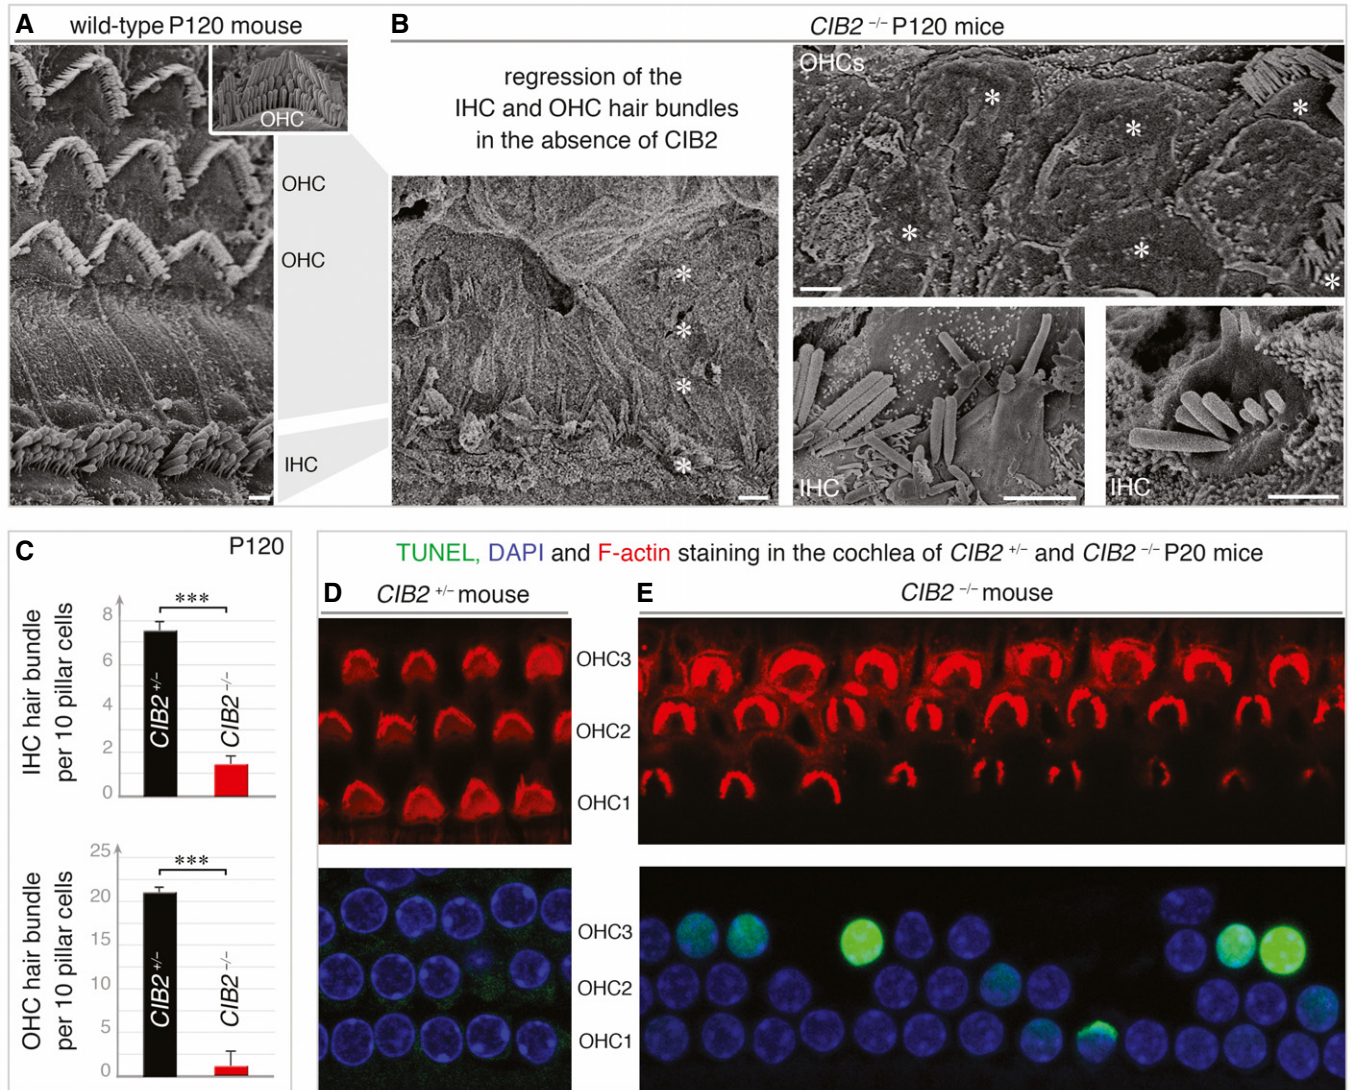 A
wild-type P120 mouse
OHC
OHC
OHC
IHC
B
CIB2 –/– P120 mice
regression of the
IHC and OHC hair bundles
in the absence of CIB2
*
*
*
*
OHCs
*
*
*
*
*
*
IHC
IHC
C
P120
IHC hair bundle
per 10 pillar cells
8
6
4
2
0
***
CIB2 +/–
CIB2 –/–
OHC hair bundle
per 10 pillar cells
25
20
15
10
5
0
***
CIB2 +/–
CIB2 –/–
TUNEL, DAPI and F-actin staining in the cochlea of CIB2 +/– and CIB2 –/– P20 mice
D
CIB2 +/– mouse
E
CIB2 –/– mouse
OHC3
OHC2
OHC1
OHC3
OHC2
OHC1